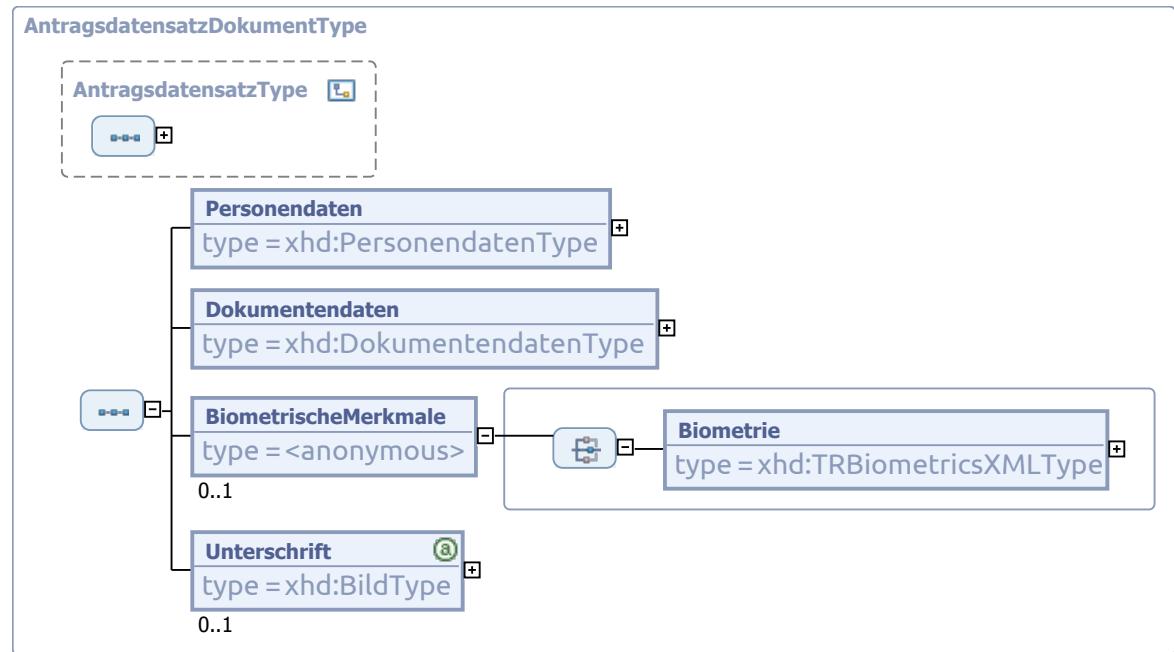 AntragsdatensatzDokumentType
AntragsdatensatzType
Personendaten
type = xhd:PersonendatenType
Dokumentendaten
type = xhd:DokumentendatenType
BiometrischeMerkmale
type = <anonymous>
0..1
Biometrie
type = xhd:TRBiometricsXMLType
Unterschrift a
type = xhd:BildType
0..1